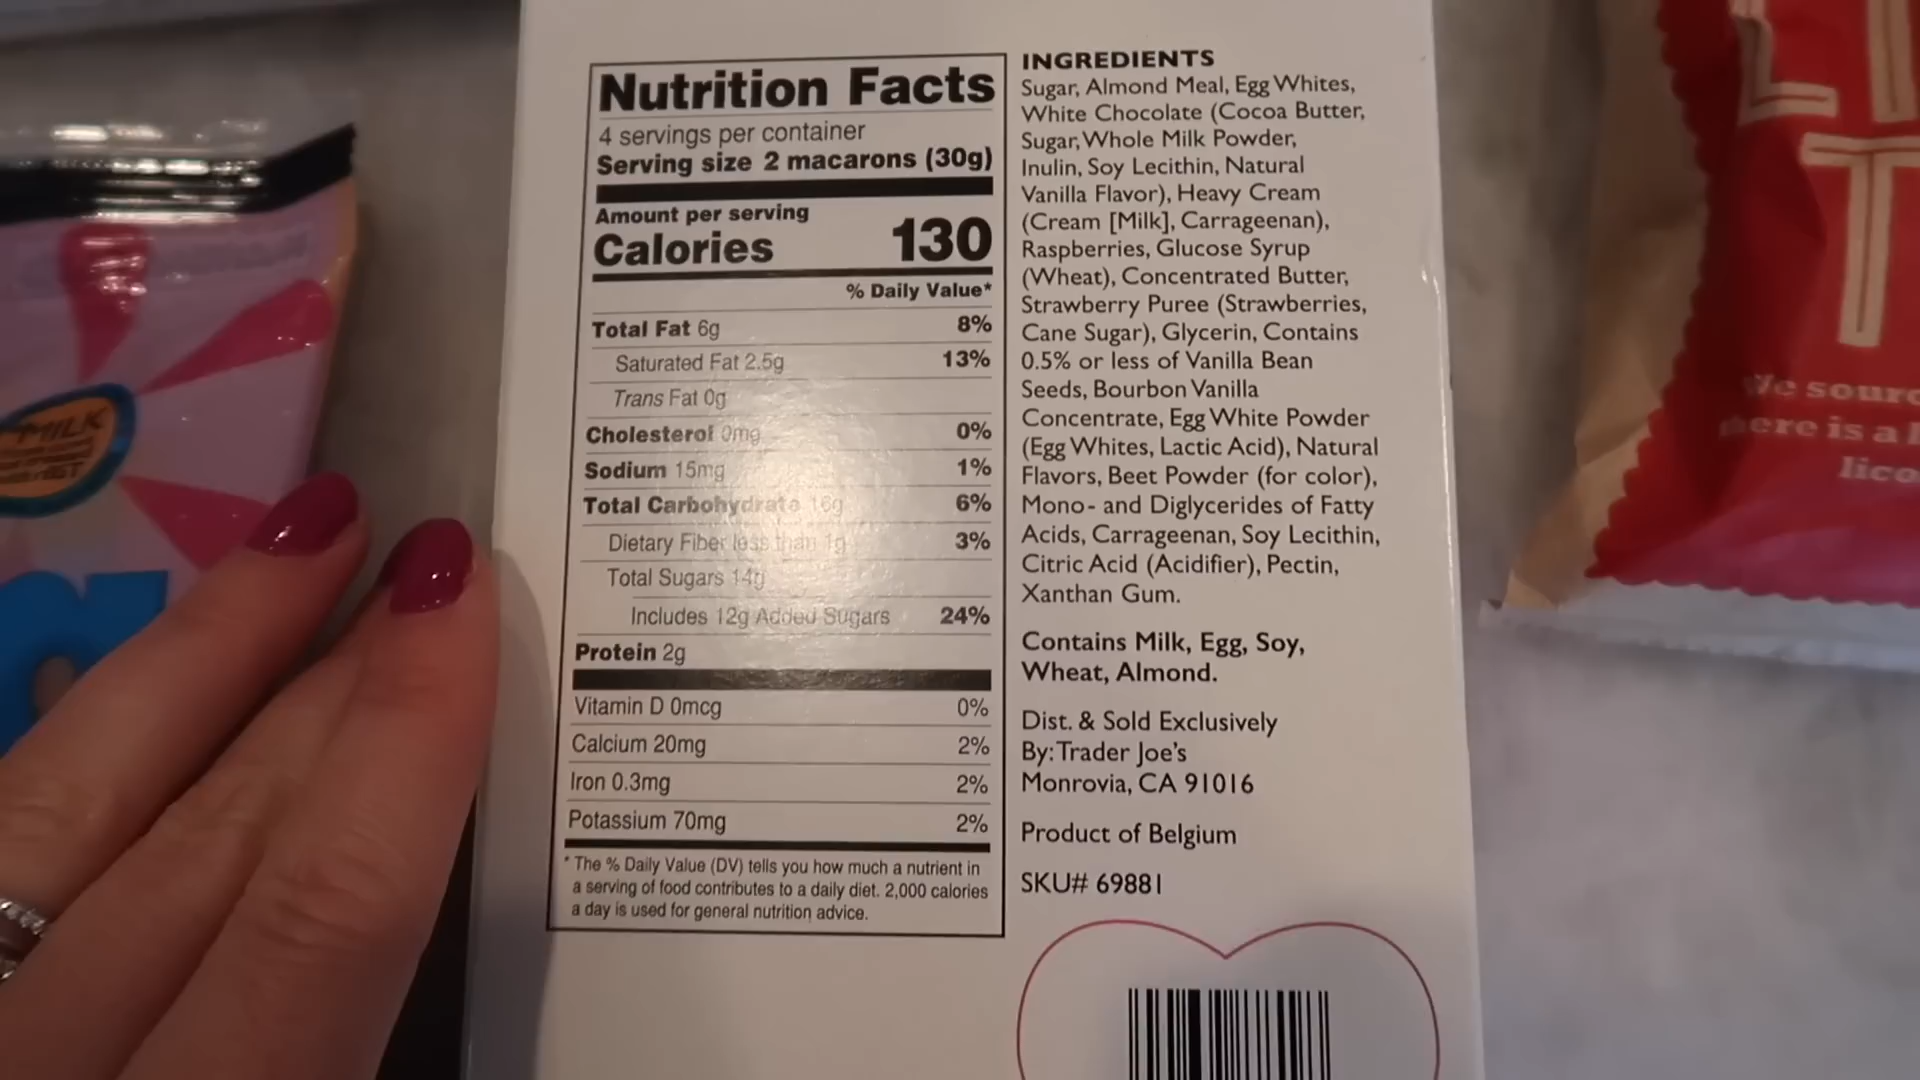 MILK
Nutrition Facts
4 servings per container
Serving size 2 macarons (30g)
Amount per serving
Calories 130
% Daily Value*
Total Fat 6g 8%
Saturated Fat 2.5g 13%
Trans Fat 0g
Cholesterol 0mg 0%
Sodium 15mg 1%
Total Carbohydrate 16g 6%
Dietary Fiber less than 1g 3%
Total Sugars 14g
Includes 12g Added Sugars 24%
Protein 2g
Vitamin D 0mcg 0%
Calcium 20mg 2%
Iron 0.3mg 2%
Potassium 70mg 2%
* The % Daily Value (DV) tells you how much a nutrient in
a serving of food contributes to a daily diet. 2,000 calories
a day is used for general nutrition advice.
INGREDIENTS
Sugar, Almond Meal, Egg Whites,
White Chocolate (Cocoa Butter,
Sugar, Whole Milk Powder,
Inulin, Soy Lecithin, Natural
Vanilla Flavor), Heavy Cream
(Cream [Milk], Carrageenan),
Raspberries, Glucose Syrup
(Wheat), Concentrated Butter,
Strawberry Puree (Strawberries,
Cane Sugar), Glycerin, Contains
0.5% or less of Vanilla Bean
Seeds, Bourbon Vanilla
Concentrate, Egg White Powder
(Egg Whites, Lactic Acid), Natural
Flavors, Beet Powder (for color),
Mono- and Diglycerides of Fatty
Acids, Carrageenan, Soy Lecithin,
Citric Acid (Acidifier), Pectin,
Xanthan Gum.
Contains Milk, Egg, Soy,
Wheat, Almond.
Dist. & Sold Exclusively
By: Trader Joe's
Monrovia, CA 91016
Product of Belgium
SKU# 69881
T
We sourc
here is a l
lico